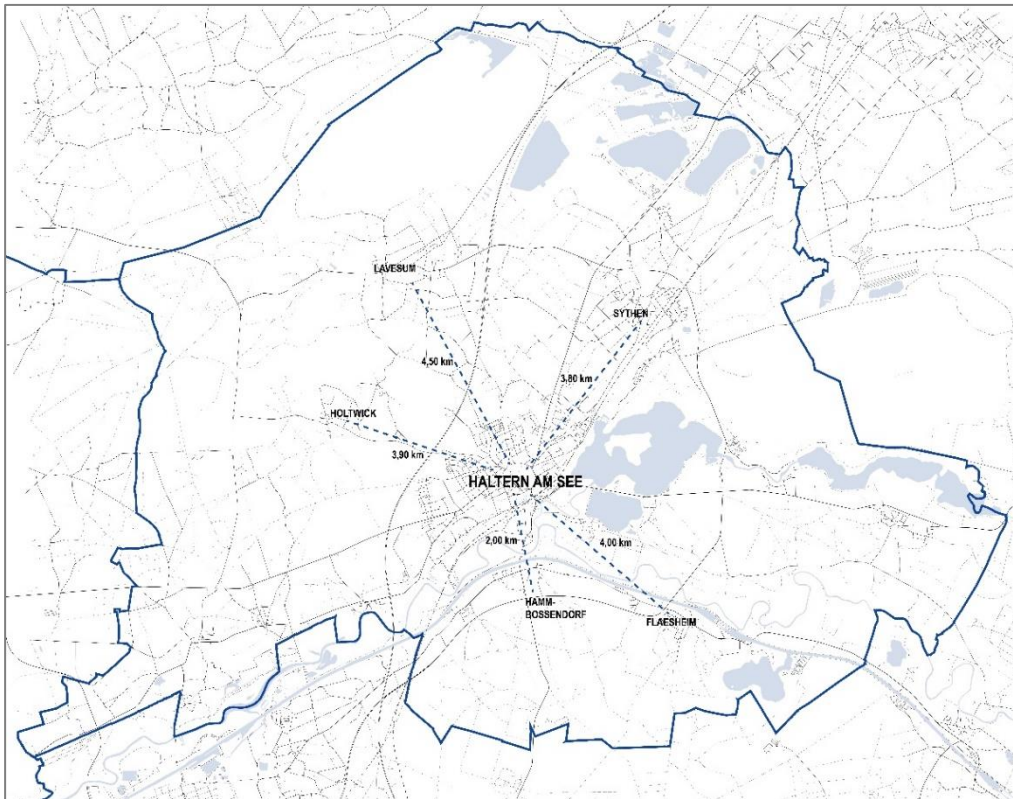 LAVESUM
SYTHEN
4,50 km
3,80 km
HOLTWICK
3,90 km
HALTERN AM SEE
2,00 km
4,00 km
HAMM-
BOSSENDORF
FLAESHEIM